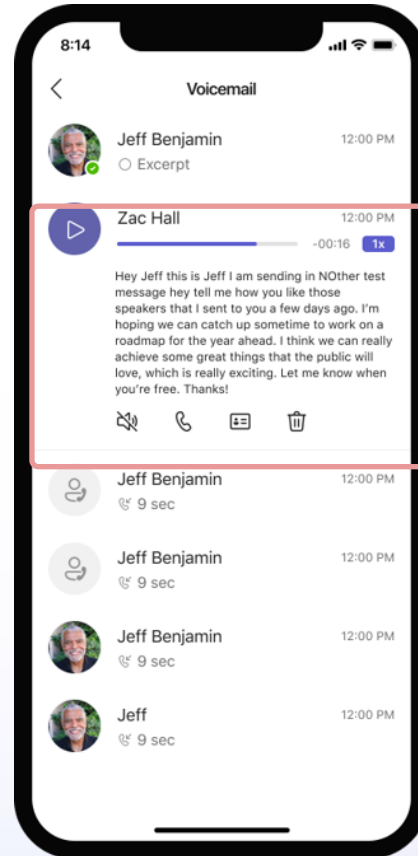 8:14
Voicemail
Jeff Benjamin 12:00 PM
Excerpt
Zac Hall 12:00 PM
-00:16 1x
Hey Jeff this is Jeff I am sending in NOther test
message hey tell me how you like those
speakers that I sent to you a few days ago. I'm
hoping we can catch up sometime to work on a
roadmap for the year ahead. I think we can really
achieve some great things that the public will
love, which is really exciting. Let me know when
you're free. Thanks!
Jeff Benjamin 12:00 PM
9 sec
Jeff Benjamin 12:00 PM
9 sec
Jeff Benjamin 12:00 PM
9 sec
Jeff 12:00 PM
9 sec